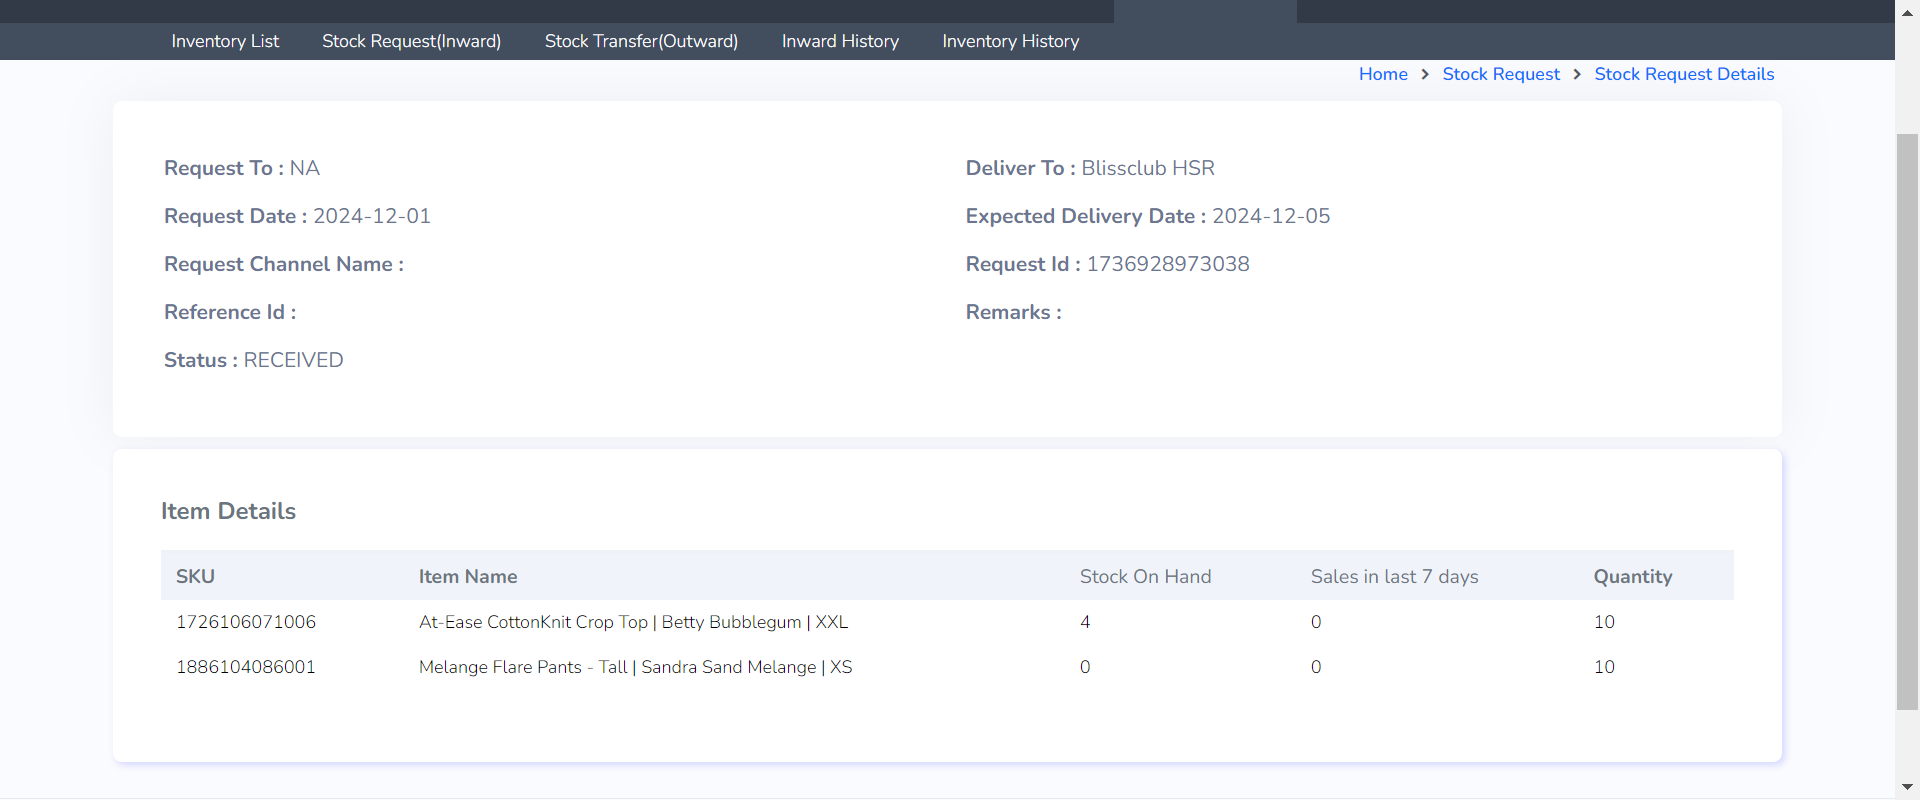 Inventory List Stock Request(Inward) Stock Transfer(Outward) Inward History Inventory History
Home > Stock Request > Stock Request Details
Request To : NA Deliver To : Blissclub HSR
Request Date : 2024-12-01 Expected Delivery Date : 2024-12-05
Request Channel Name : Request Id : 1736928973038
Reference Id : Remarks :
Status : RECEIVED
Item Details
SKU Item Name Stock On Hand Sales in last 7 days Quantity
1726106071006 At-Ease CottonKnit Crop Top | Betty Bubblegum | XXL 4 0 10
1886104086001 Melange Flare Pants - Tall | Sandra Sand Melange | XS 0 0 10